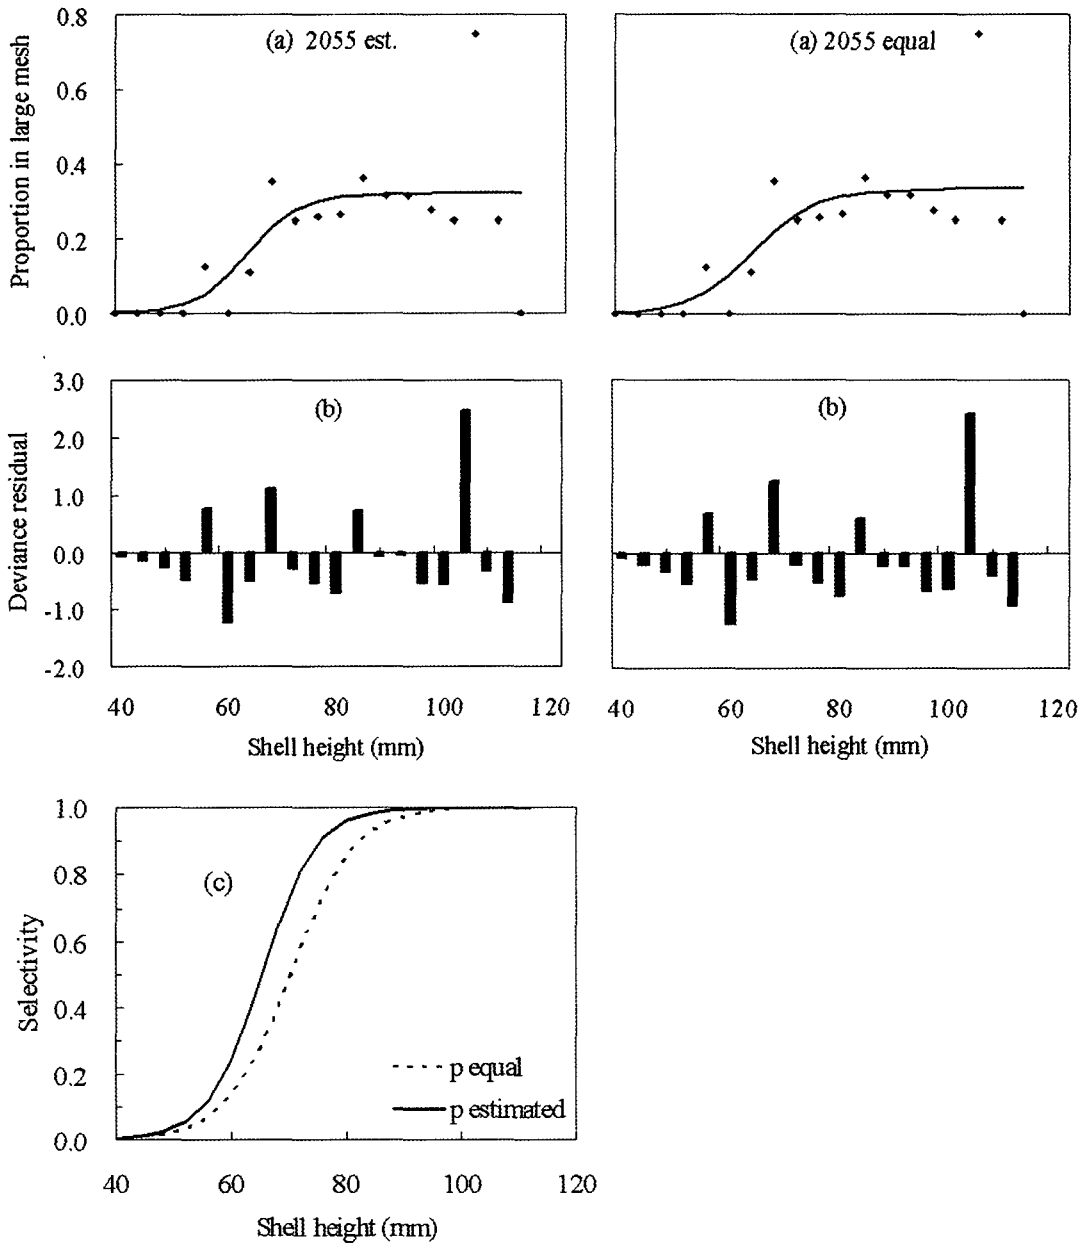 (a) 2055 est.
(a) 2055 equal
Proportion in large mesh
0.8
0.6
0.4
0.2
0.0
(b)
(b)
Deviance residual
3.0
2.0
1.0
0.0
-1.0
-2.0
40 60 80 100 120
40 60 80 100 120
Shell height (mm)
Shell height (mm)
Selectivity
1.0
0.8
0.6
0.4
0.2
0.0
(c)
p equal
p estimated
40 60 80 100 120
Shell height (mm)